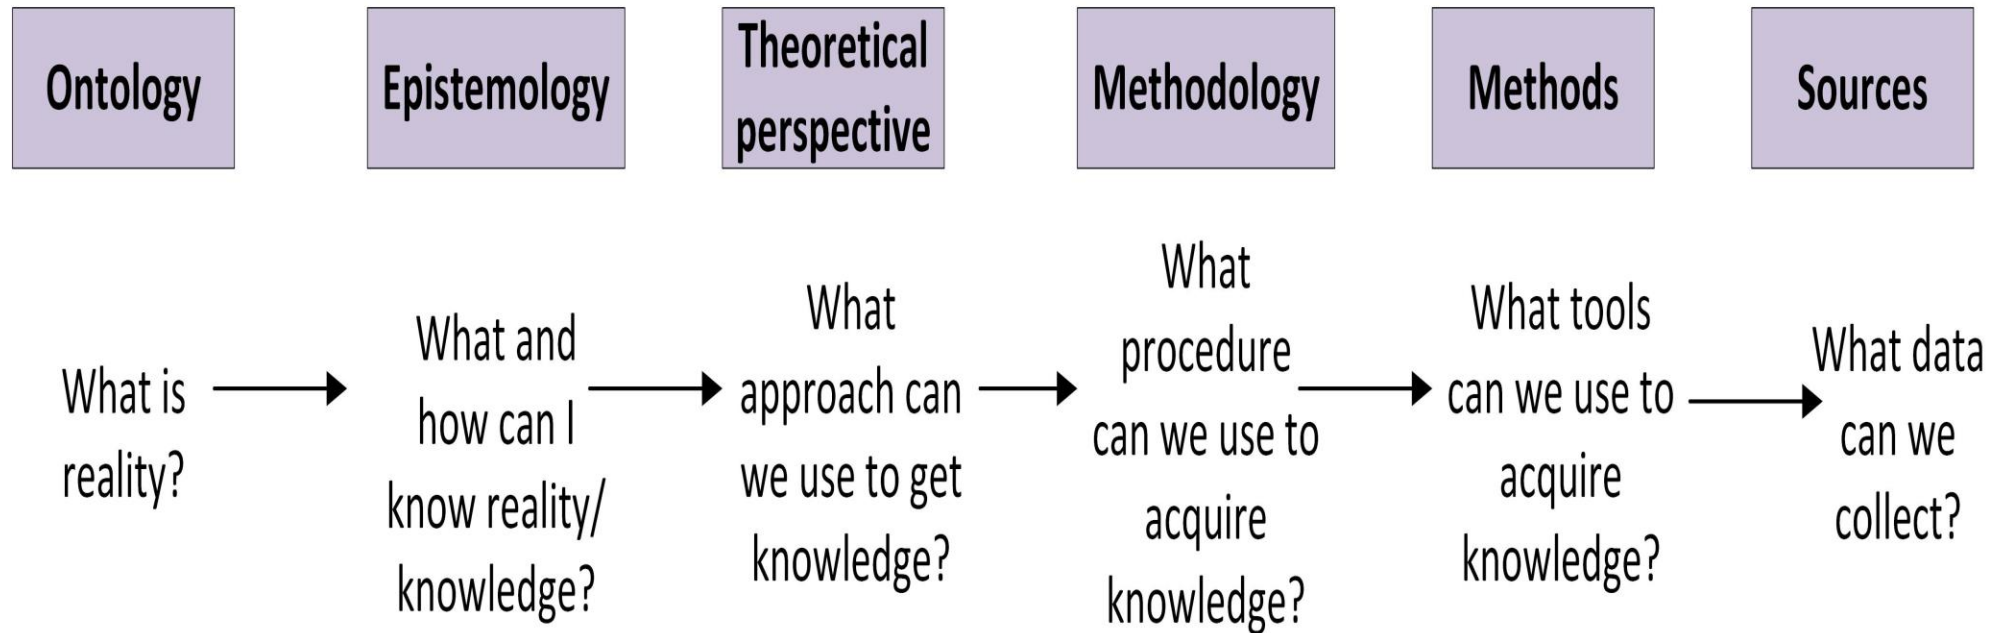 Ontology
Epistemology
Theoretical
perspective
Methodology
Methods
Sources
What is
reality?
What and
how can I
know reality/
knowledge?
What
approach can
we use to get
knowledge?
What
procedure
can we use to
acquire
knowledge?
What tools
can we use to
acquire
knowledge?
What data
can we
collect?